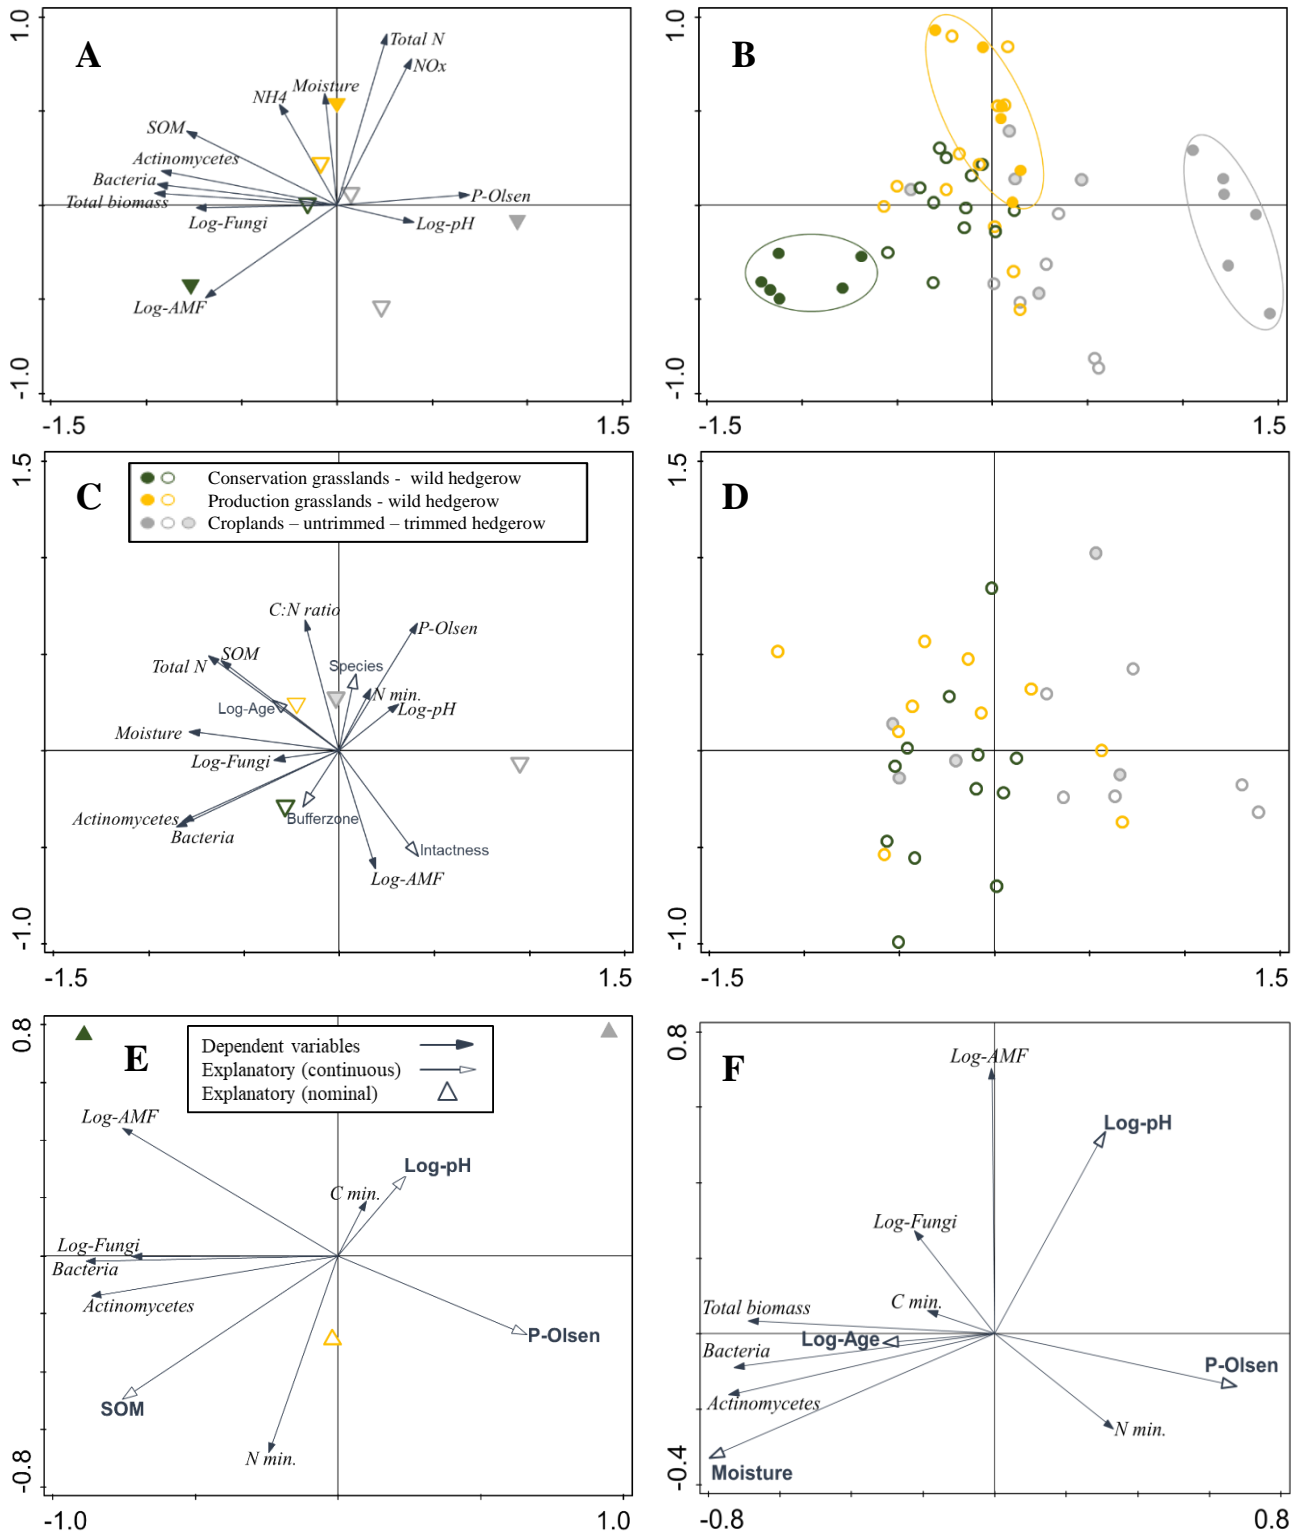 A
1.0
-1.0
-1.5
1.5
Total N
NOx
Moisture
NH4
SOM
Actinomycetes
Bacteria
Total biomass
Log-Fungi
P-Olsen
Log-pH
Log-AMF
B
1.0
-1.0
-1.5
1.5
C
Conservation grasslands - wild hedgerow
Production grasslands - wild hedgerow
Croplands – untrimmed – trimmed hedgerow
1.5
-1.0
-1.5
1.5
C:N ratio
P-Olsen
SOM
Total N
Species
N min.
Log-Age
Log-pH
Moisture
Log-Fungi
Actinomycetes
Bufferzone
Bacteria
Intactness
Log-AMF
D
1.5
-1.0
-1.5
1.5
E
Dependent variables
Explanatory (continuous)
Explanatory (nominal)
0.8
-0.8
-1.0
1.0
Log-AMF
Log-pH
C min.
Log-Fungi
Bacteria
Actinomycetes
P-Olsen
SOM
N min.
F
0.8
-0.4
-0.8
0.8
Log-AMF
Log-pH
Log-Fungi
C min.
Total biomass
Log-Age
Bacteria
P-Olsen
Actinomycetes
N min.
Moisture